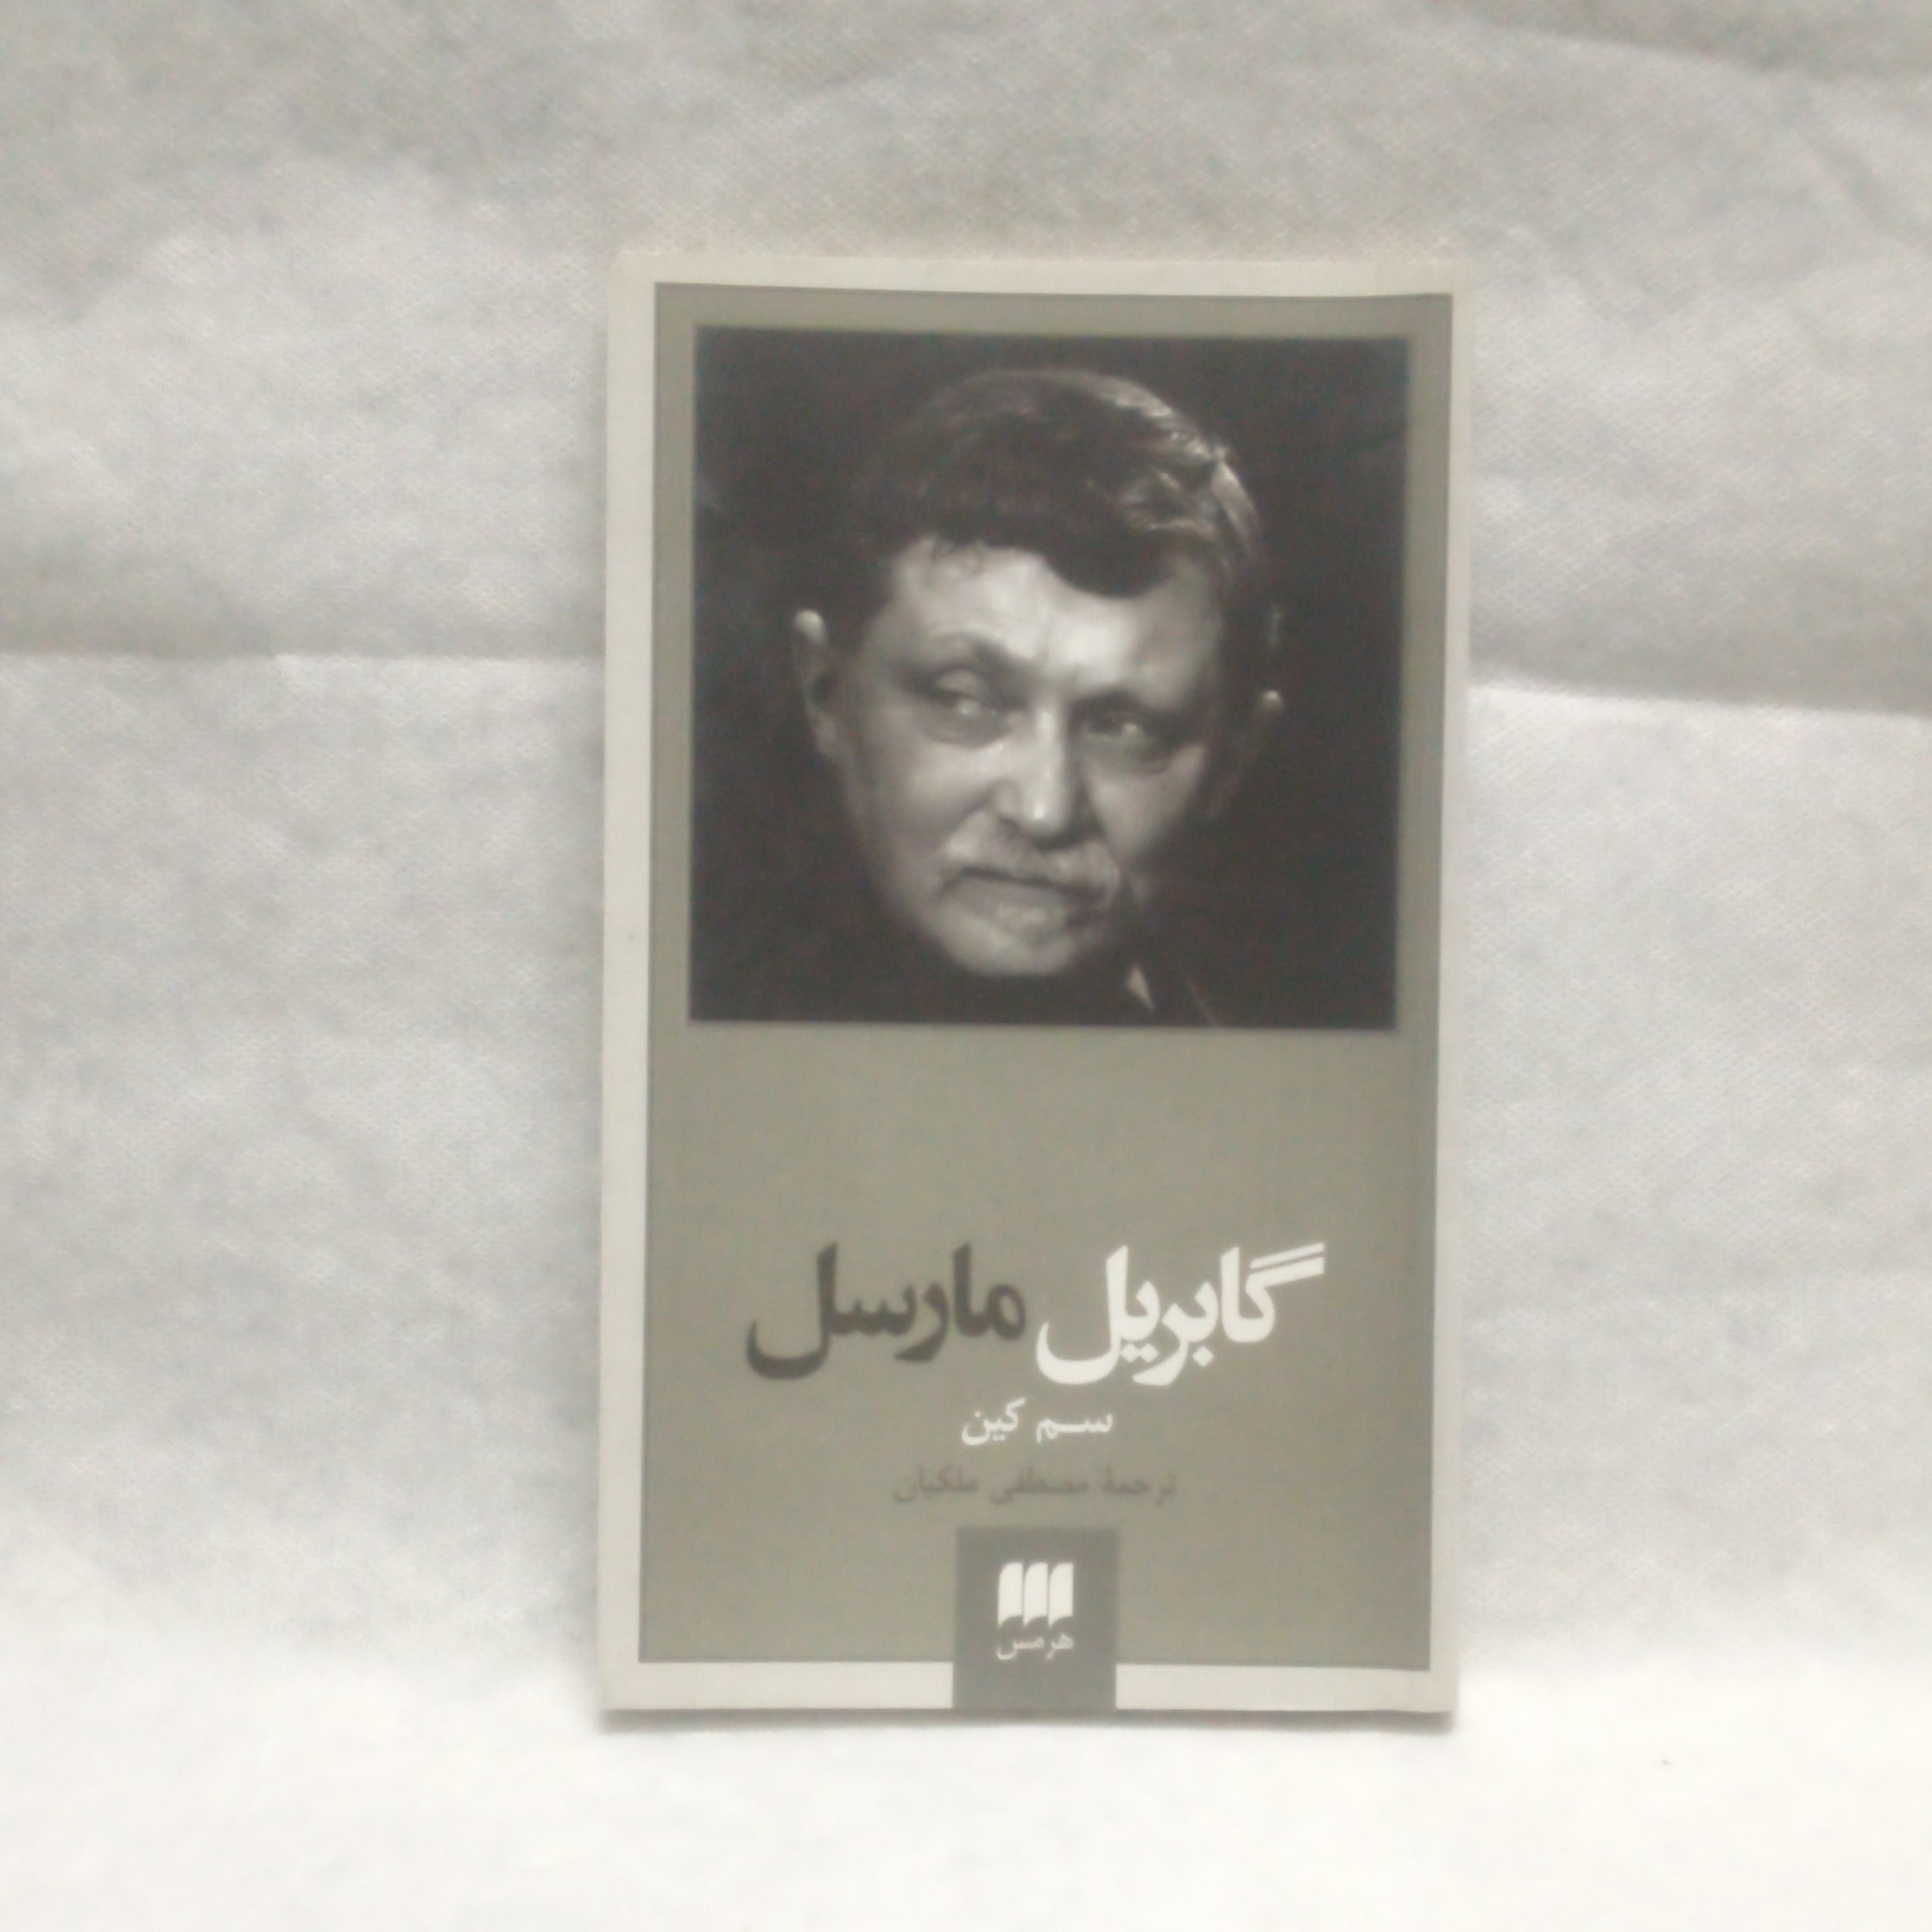 گابریل مارسل
سم کین
ترجمهٔ مصطفی ملکیان
هرمس